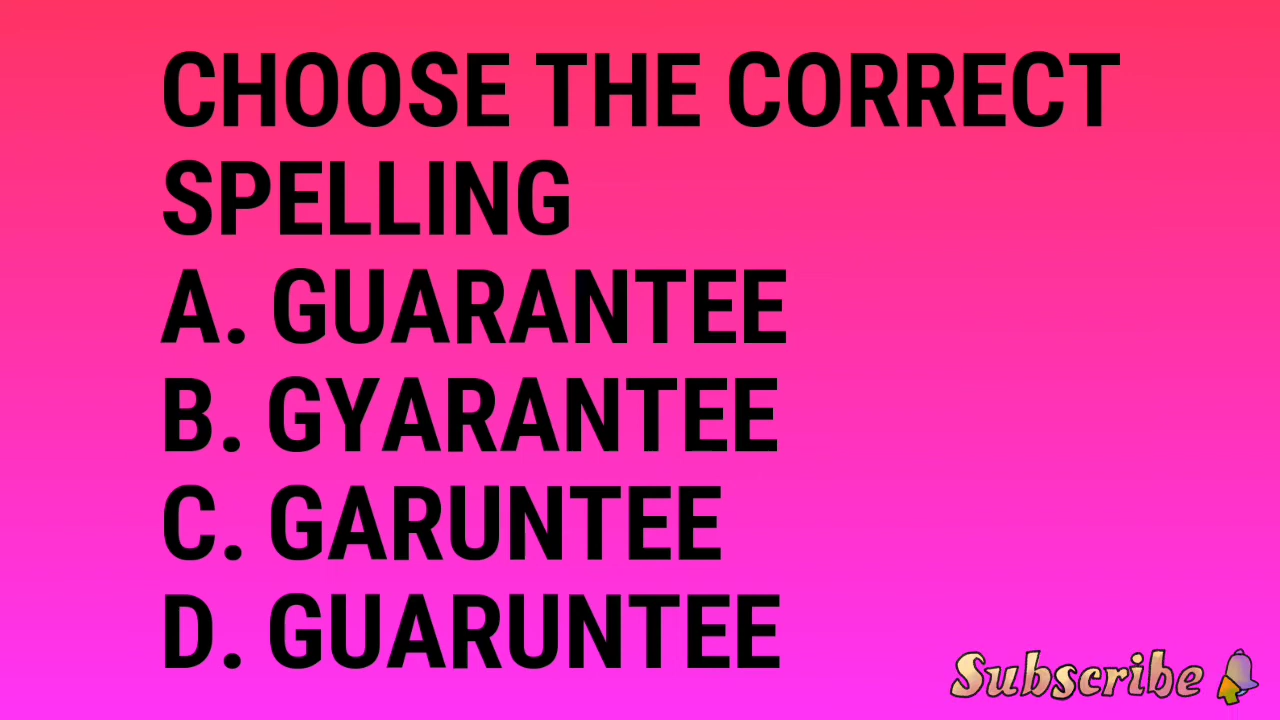 CHOOSE THE CORRECT
SPELLING
A. GUARANTEE
B. GYARANTEE
C. GARUNTEE
D. GUARUNTEE
Subscribe